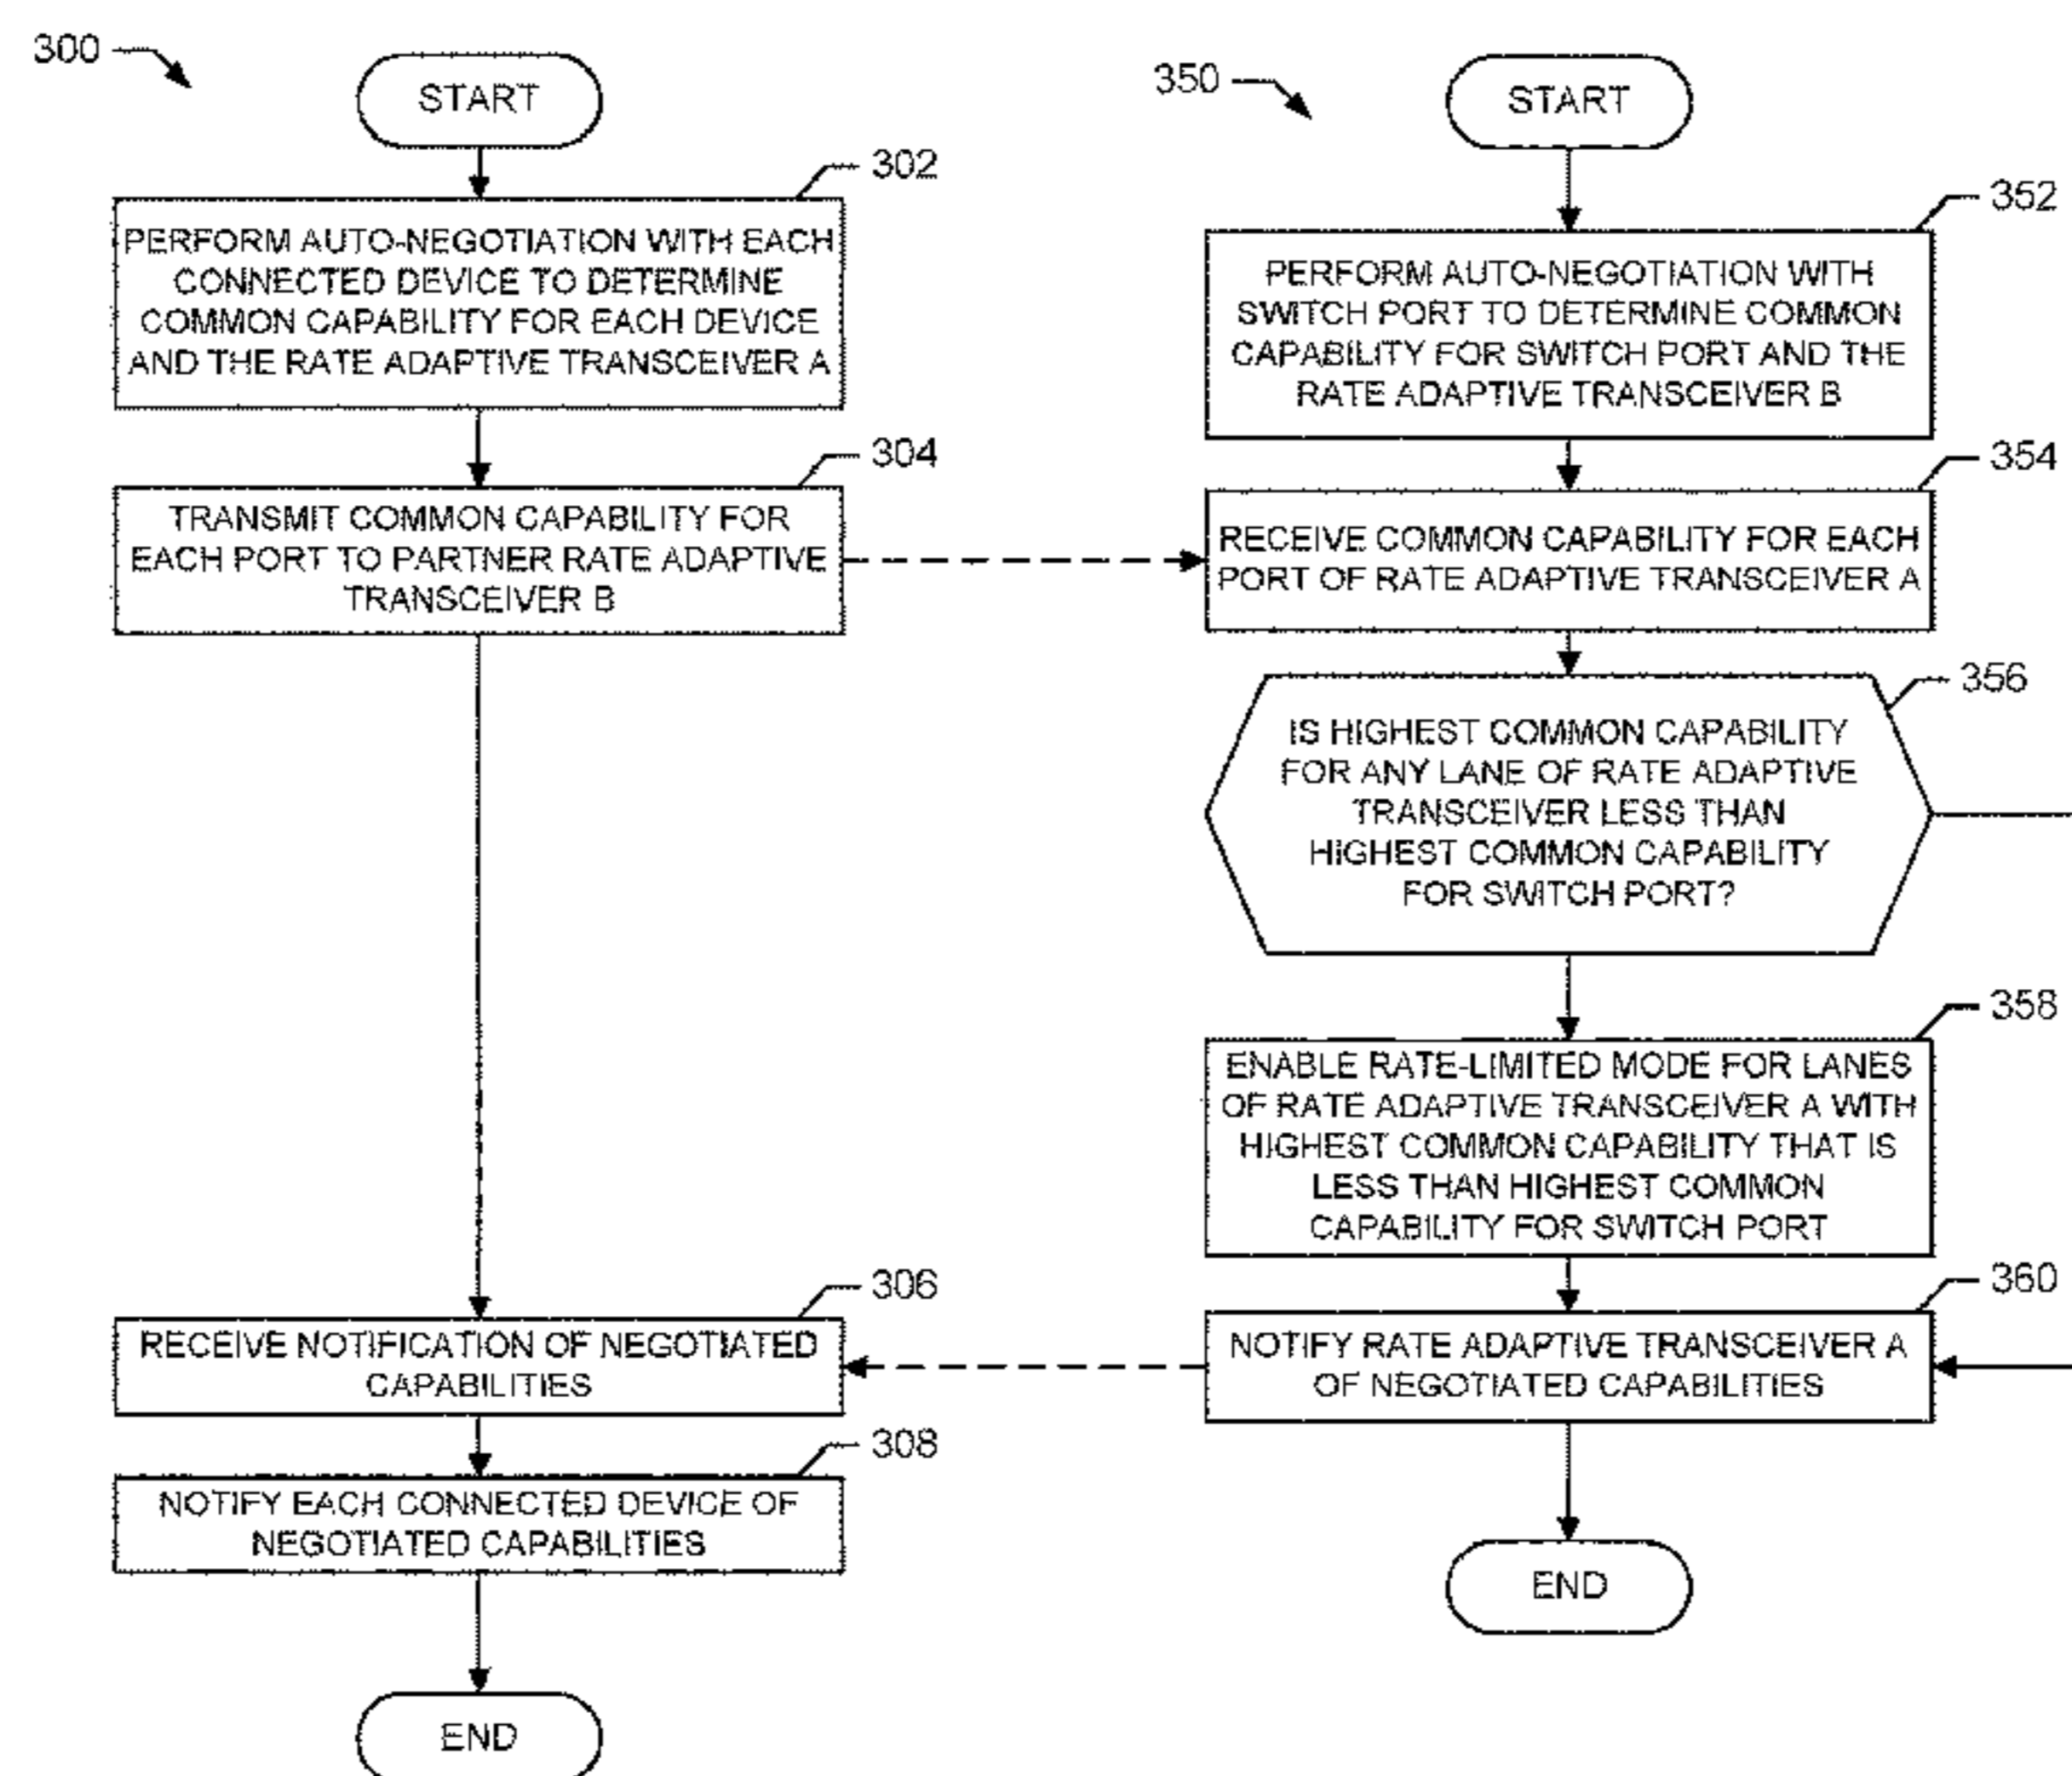 300
START
302
PERFORM AUTO-NEGOTIATION WITH EACH
CONNECTED DEVICE TO DETERMINE
COMMON CAPABILITY FOR EACH DEVICE
AND THE RATE ADAPTIVE TRANSCEIVER A
304
TRANSMIT COMMON CAPABILITY FOR
EACH PORT TO PARTNER RATE ADAPTIVE
TRANSCEIVER B
306
RECEIVE NOTIFICATION OF NEGOTIATED
CAPABILITIES
308
NOTIFY EACH CONNECTED DEVICE OF
NEGOTIATED CAPABILITIES
END
350
START
352
PERFORM AUTO-NEGOTIATION WITH
SWITCH PORT TO DETERMINE COMMON
CAPABILITY FOR SWITCH PORT AND THE
RATE ADAPTIVE TRANSCEIVER B
354
RECEIVE COMMON CAPABILITY FOR EACH
PORT OF RATE ADAPTIVE TRANSCEIVER A
356
IS HIGHEST COMMON CAPABILITY
FOR ANY LANE OF RATE ADAPTIVE
TRANSCEIVER LESS THAN
HIGHEST COMMON CAPABILITY
FOR SWITCH PORT?
358
ENABLE RATE-LIMITED MODE FOR LANES
OF RATE ADAPTIVE TRANSCEIVER A WITH
HIGHEST COMMON CAPABILITY THAT IS
LESS THAN HIGHEST COMMON
CAPABILITY FOR SWITCH PORT
360
NOTIFY RATE ADAPTIVE TRANSCEIVER A
OF NEGOTIATED CAPABILITIES
END